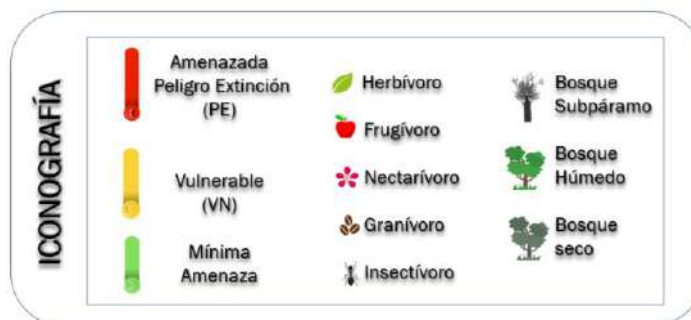 ICONOGRAFÍA
Amenazada
Peligro Extinción
(PE)
Vulnerable
(VN)
Mínima
Amenaza
Herbívoro
Frugívoro
Nectarívoro
Granívoro
Insectívoro
Bosque
Subpáramo
Bosque
Húmedo
Bosque
seco